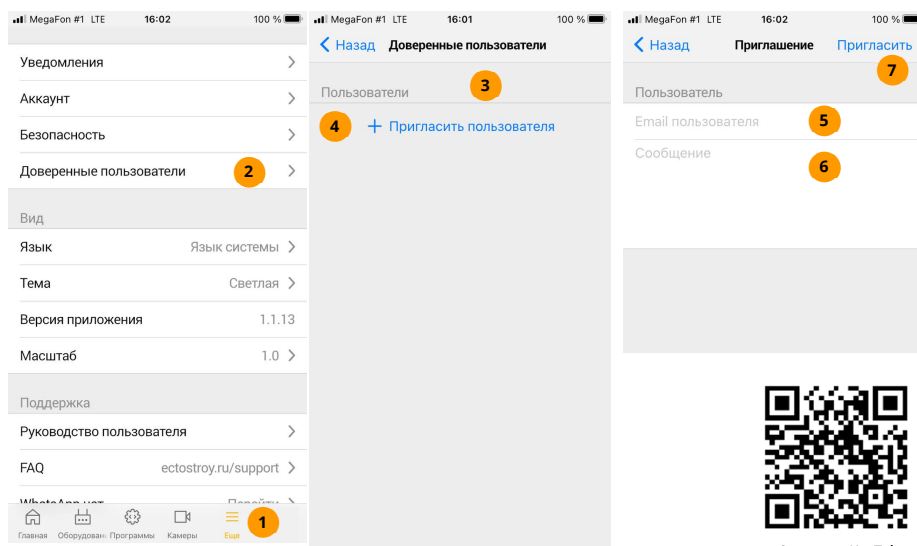 MegaFon #1 LTE 16:02 100 %
Уведомления
Аккаунт
Безопасность
Доверенные пользователи 2
Вид
Язык Язык системы
Тема Светлая
Версия приложения 1.1.13
Масштаб 1.0
Поддержка
Руководство пользователя
FAQ ectostroy.ru/support
Главная Оборудован Программы Камеры Еще 1
MegaFon #1 LTE 16:01 100 %
Назад Доверенные пользователи
Пользователи 3
4 + Пригласить пользователя
MegaFon #1 LTE 16:02 100 %
Назад Приглашение Пригласить
7
Пользователь
Email пользователя 5
Сообщение
6